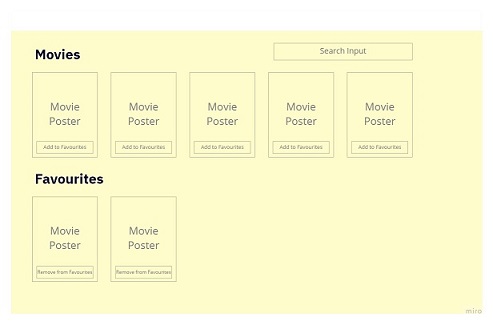 Movies
Search Input
Movie
Poster
Add to Favourites
Movie
Poster
Add to Favourites
Movie
Poster
Add to Favourites
Movie
Poster
Add to Favourites
Movie
Poster
Add to Favourites
Favourites
Movie
Poster
Remove from Favourites
Movie
Poster
Remove from Favourites
miro